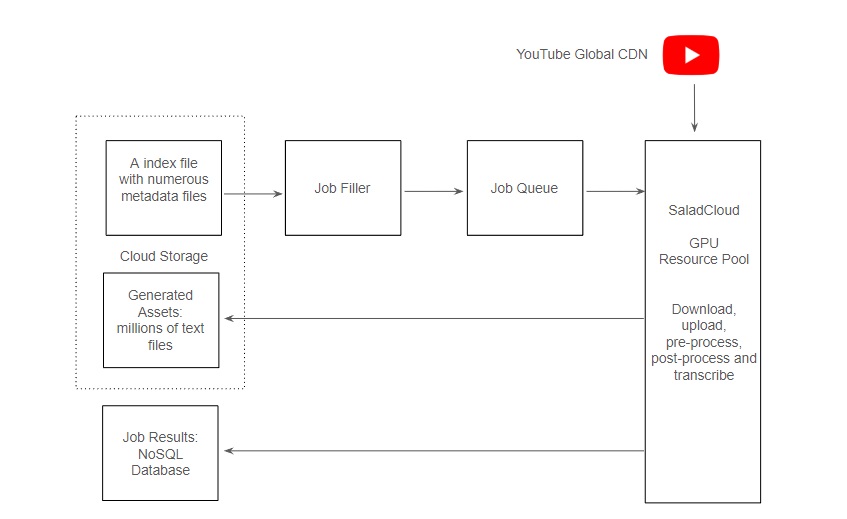 YouTube Global CDN
A index file
with numerous
metadata files
Job Filler
Job Queue
SaladCloud
GPU
Resource Pool
Download,
upload,
pre-process,
post-process and
transcribe
Cloud Storage
Generated
Assets:
millions of text
files
Job Results:
NoSQL
Database